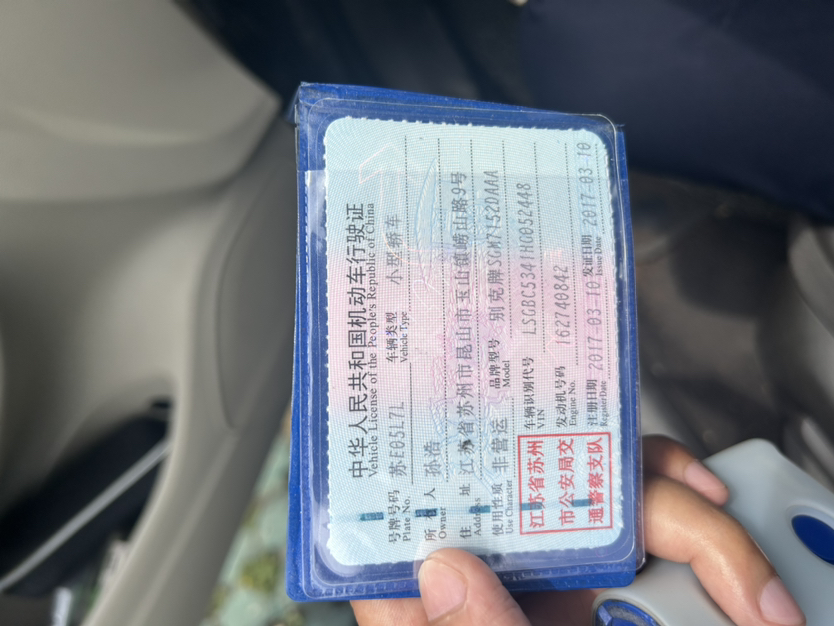 中华人民共和国机动车行驶证
Vehicle License of the People's Republic of China
号牌号码 苏E05L7L 车辆类型 小型轿车
Plate No. Vehicle Type
所有人 孙浩
Owner
住址 江苏省苏州市昆山市玉山镇崂山路9号
Address
使用性质 非营运 品牌型号 别克牌SGM7152DAAA
Use Character Model
江苏省苏州
市公安局交
通警察支队
车辆识别代号 LSGBC5341HG052448
VIN
发动机号码 162740842
Engine No.
注册日期 2017-03-10 发证日期 2017-03-10
Register Date Issue Date